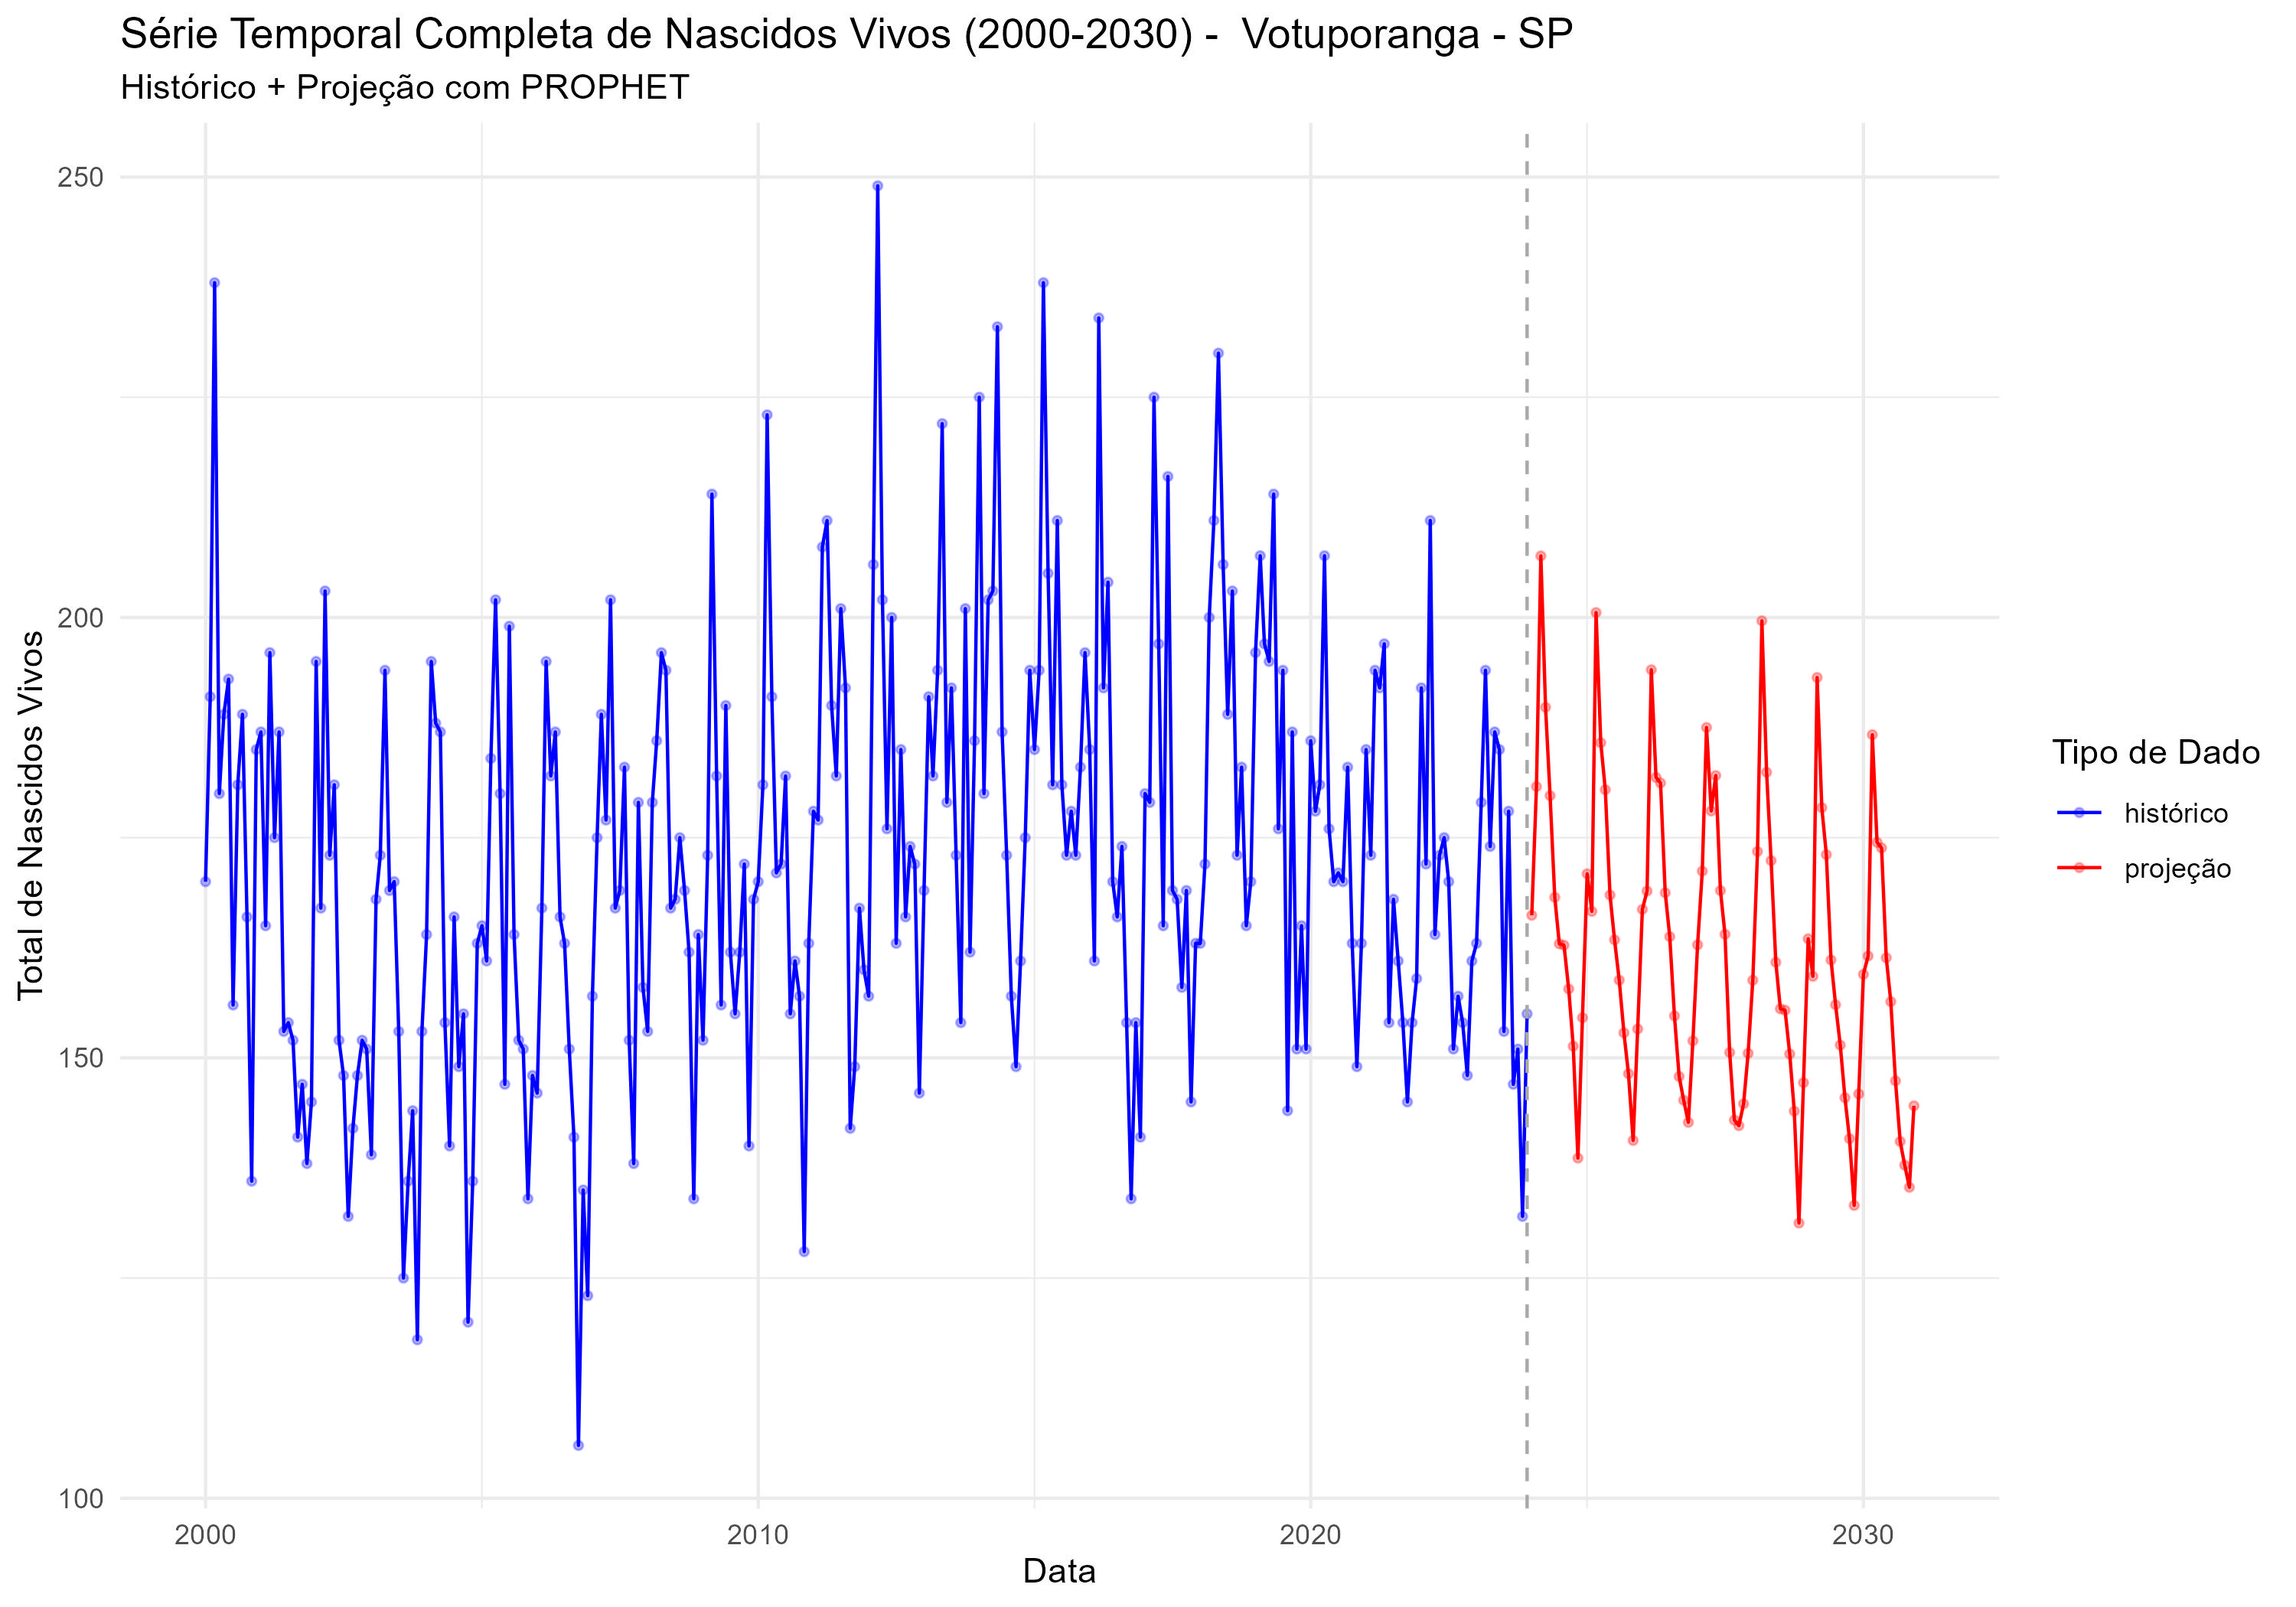 Série Temporal Completa de Nascidos Vivos (2000-2030) -  Votuporanga - SP
Histórico + Projeção com PROPHET
Total de Nascidos Vivos
250
200
150
100
2000
2010
2020
2030
Data
Tipo de Dado
histórico
projeção